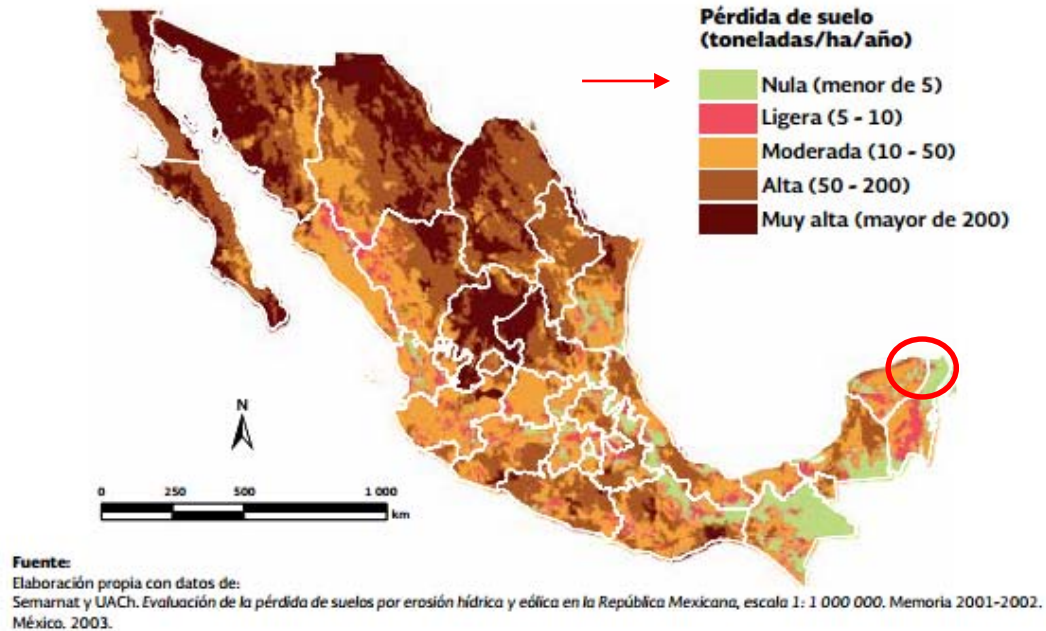 Pérdida de suelo
(toneladas/ha/año)
Nula (menor de 5)
Ligera (5 - 10)
Moderada (10 - 50)
Alta (50 - 200)
Muy alta (mayor de 200)
N
0 250 500 1 000
km
Fuente:
Elaboración propia con datos de:
Semarnat y UACh. Evaluación de la pérdida de suelos por erosión hídrica y eólica en la República Mexicana, escala 1: 1 000 000. Memoria 2001-2002.
México. 2003.